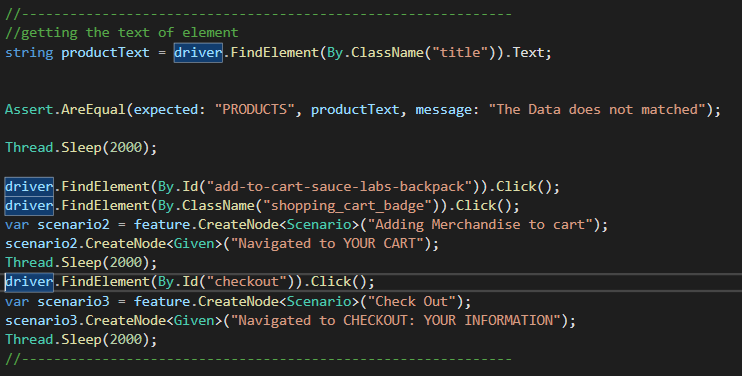 //------------------------------------------------------------
//getting the text of element
string productText = driver.FindElement(By.ClassName("title")).Text;
Assert.AreEqual(expected: "PRODUCTS", productText, message: "The Data does not matched");
Thread.Sleep(2000);
driver.FindElement(By.Id("add-to-cart-sauce-labs-backpack")).Click();
driver.FindElement(By.ClassName("shopping_cart_badge")).Click();
var scenario2 = feature.CreateNode<Scenario>("Adding Merchandise to cart");
scenario2.CreateNode<Given>("Navigated to YOUR CART");
Thread.Sleep(2000);
driver.FindElement(By.Id("checkout")).Click();
var scenario3 = feature.CreateNode<Scenario>("Check Out");
scenario3.CreateNode<Given>("Navigated to CHECKOUT: YOUR INFORMATION");
Thread.Sleep(2000);
//------------------------------------------------------------